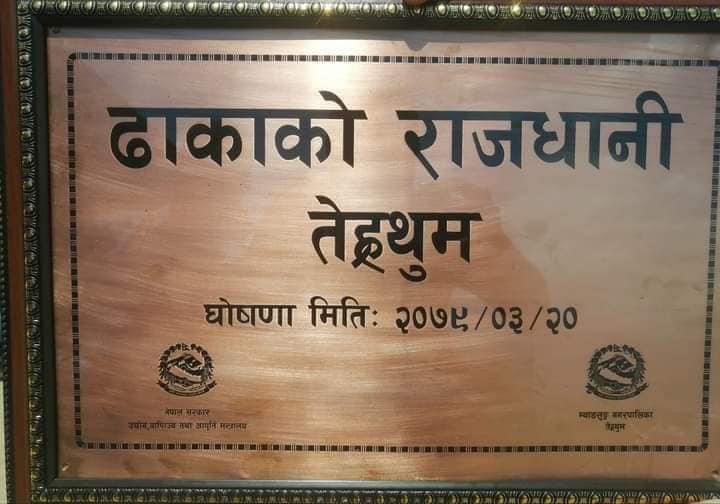 ढाकाको राजधानी
तेह्रथुम
घोषणा मितिः २०७९/०३/२०
नेपाल सरकार
उद्योग,वाणिज्य तथा आपुर्ति मन्त्रालय
म्याङलुङ नगरपालिका
तेह्रथुम